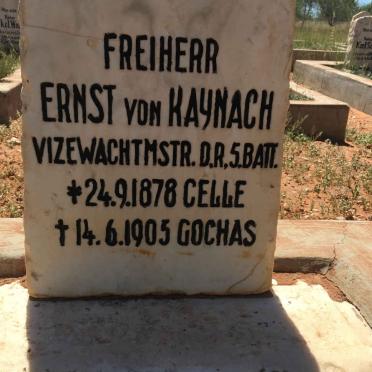 FREIHERR
ERNST VON KAYNACH
VIZEWACHTMSTR. D.R, 5.BATT.
* 24.9.1878 CELLE
† 14.6.1905 GOCHAS